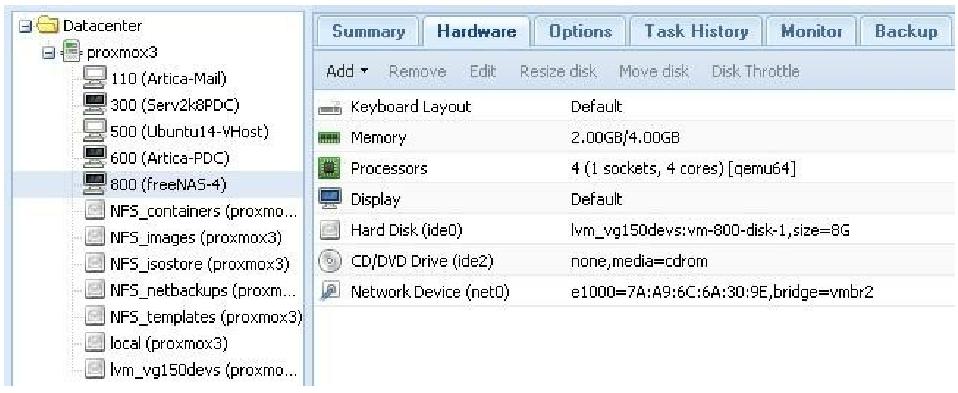 Datacenter
proxmox3
110 (Artica-Mail)
300 (Serv2k8PDC)
500 (Ubuntu14-VHost)
600 (Artica-PDC)
800 (freeNAS-4)
NFS_containers (proxmo...
NFS_images (proxmox3)
NFS_isostore (proxmox3)
NFS_netbackups (proxm...
NFS_templates (proxmox3)
local (proxmox3)
lvm_vg150devs (proxmo...
Summary Hardware Options Task History Monitor Backup
Add Remove Edit Resize disk Move disk Disk Throttle
Keyboard Layout Default
Memory 2.00GB/4.00GB
Processors 4 (1 sockets, 4 cores) [qemu64]
Display Default
Hard Disk (ide0) lvm_vg150devs:vm-800-disk-1,size=8G
CD/DVD Drive (ide2) none,media=cdrom
Network Device (net0) e1000=7A:A9:6C:6A:30:9E,bridge=vmbr2